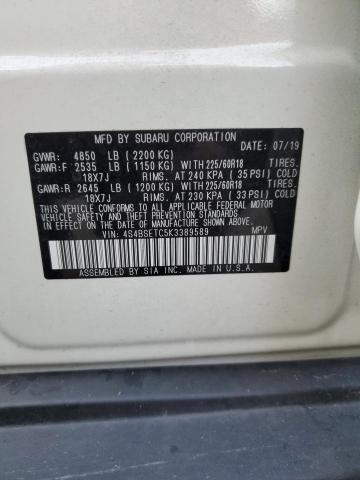 MFD BY SUBARU CORPORATION
GVWR: 4850 LB (2200 KG) DATE: 07/19
GAWR:F 2535 LB (1150 KG) WITH 225/60R18 TIRES.
18X7J RIMS. AT 240 KPA ( 35 PSI) COLD
GAWR:R 2645 LB (1200 KG) WITH 225/60R18 TIRES.
18X7J RIMS. AT 230 KPA ( 33 PSI) COLD
THIS VEHICLE CONFORMS TO ALL APPLICABLE FEDERAL MOTOR
VEHICLE SAFETY AND THEFT PREVENTION STANDARDS
IN EFFECT ON THE DATE OF MANUFACTURE SHOWN ABOVE.
VIN: 4S4BSETC5K3389589 MPV
ASSEMBLED BY SIA INC. MADE IN U.S.A.